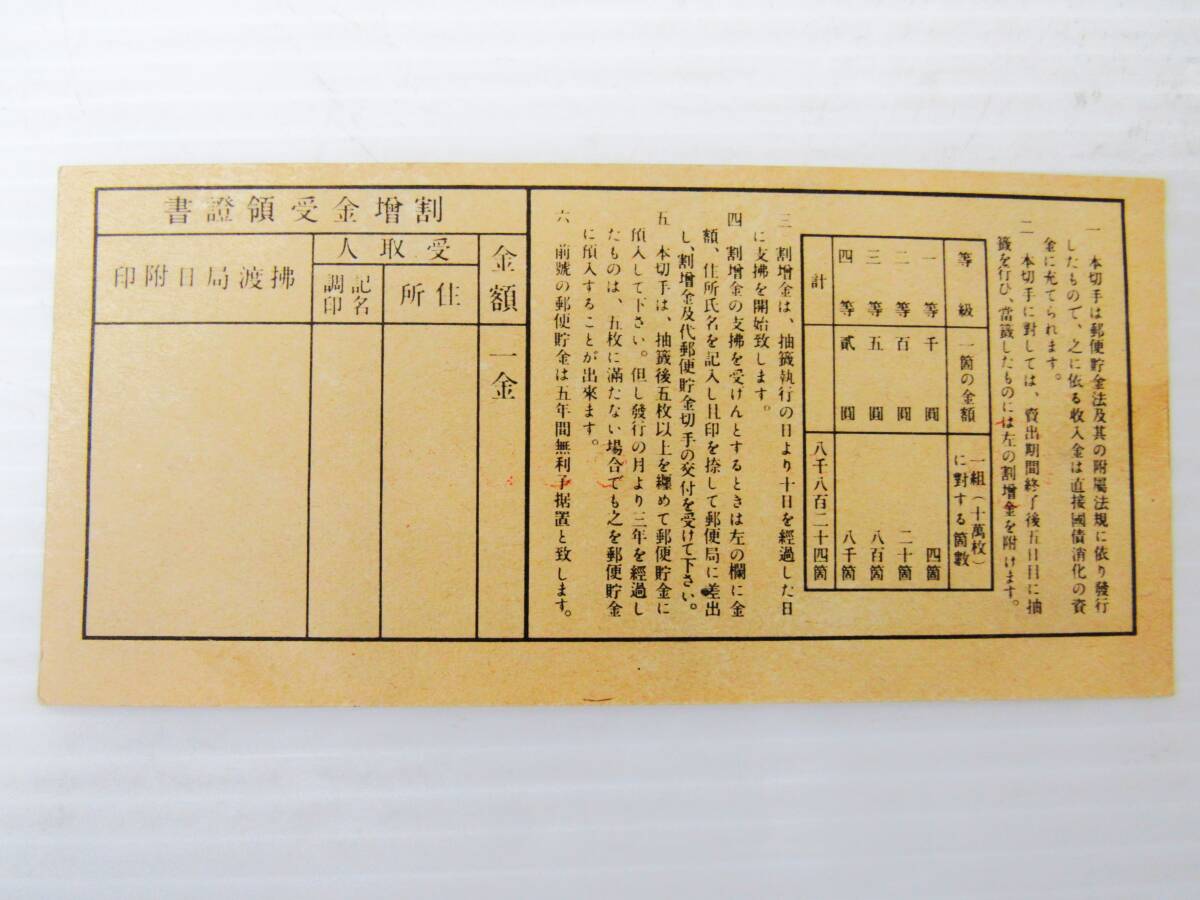 一 本切手は郵便貯金法及其の附屬法規に依り發行
したもので、之に依る收入金は直接國債消化の資
金に充てられます。
二 本切手に對しては、賣出期間終了後五日目に抽
籤を行ひ、當籤したものには左の割增金を附けます。
等級 一箇の金額 一組(十萬枚)に對する箇數
一等 千圓 四箇
二等 百圓 二十箇
三等 五圓 八百箇
四等 貳圓 八千箇
計 八千八百二十四箇
三 割增金は、抽籤執行の日より十日を經過した日
に支拂を開始致します。
四 割增金の支拂を受けんとするときは左の欄に金
額、住所氏名を記入し且印を捺して郵便局に差出
し、割增金及代郵便貯金切手の交付を受けて下さい。
五 本切手は、抽籤後五枚以上を纒めて郵便貯金に
預入して下さい。但し發行の月より三年を經過し
たものは、五枚に滿たない場合でも之を郵便貯金
に預入することが出來ます。
六 前號の郵便貯金は五年間無利子据置と致します。
書證領受金增割
金額 一金
人取受
所住
記名調印
印附日局渡拂